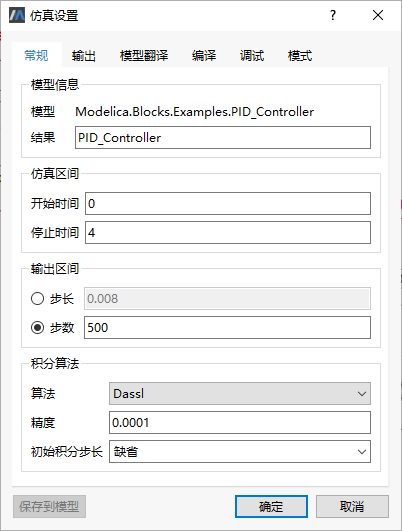 仿真设置
常规 输出 模型翻译 编译 调试 模式
模型信息
模型 Modelica.Blocks.Examples.PID_Controller
结果 PID_Controller
仿真区间
开始时间 0
停止时间 4
输出区间
步长 0.008
步数 500
积分算法
算法 Dassl
精度 0.0001
初始积分步长 缺省
保存到模型 确定 取消